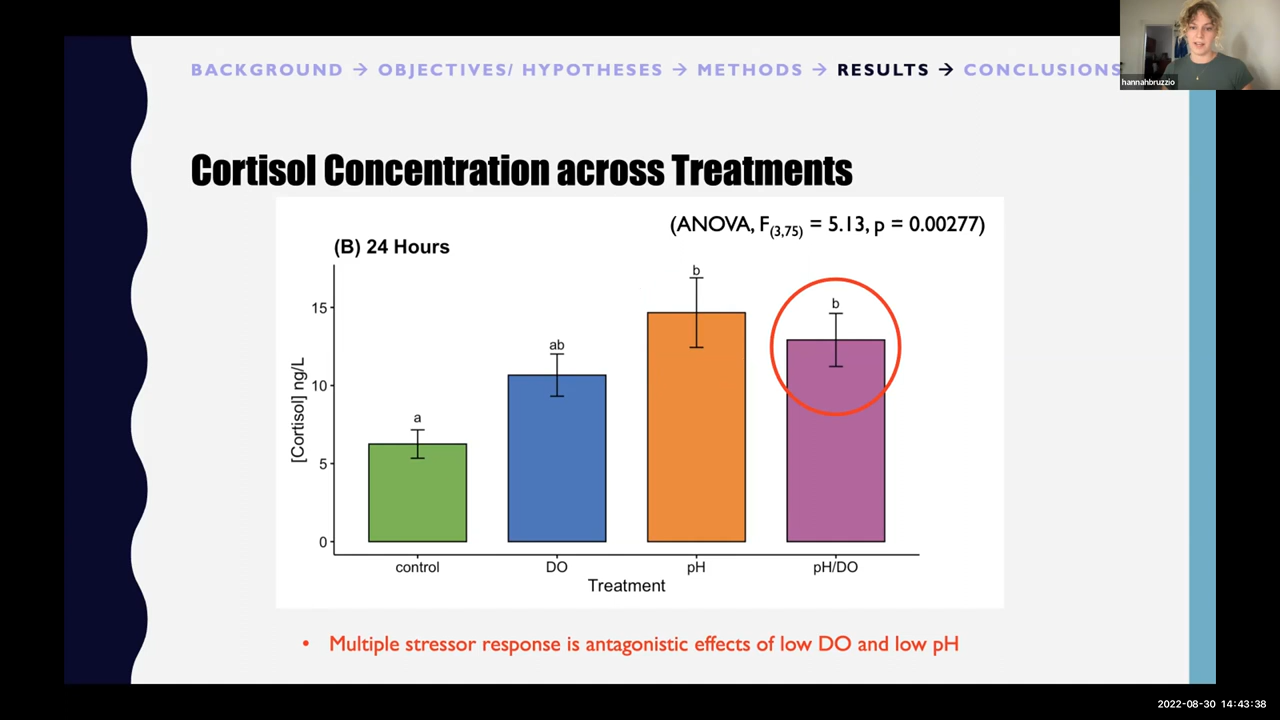 BACKGROUND → OBJECTIVES/ HYPOTHESES → METHODS → RESULTS → CONCLUSIONS
hannahbruzzio
Cortisol Concentration across Treatments
(ANOVA, F(3,75) = 5.13, p = 0.00277)
(B) 24 Hours
b
b
ab
a
15
10
5
0
[Cortisol] ng/L
control DO pH pH/DO
Treatment
• Multiple stressor response is antagonistic effects of low DO and low pH
2022-08-30 14:43:38